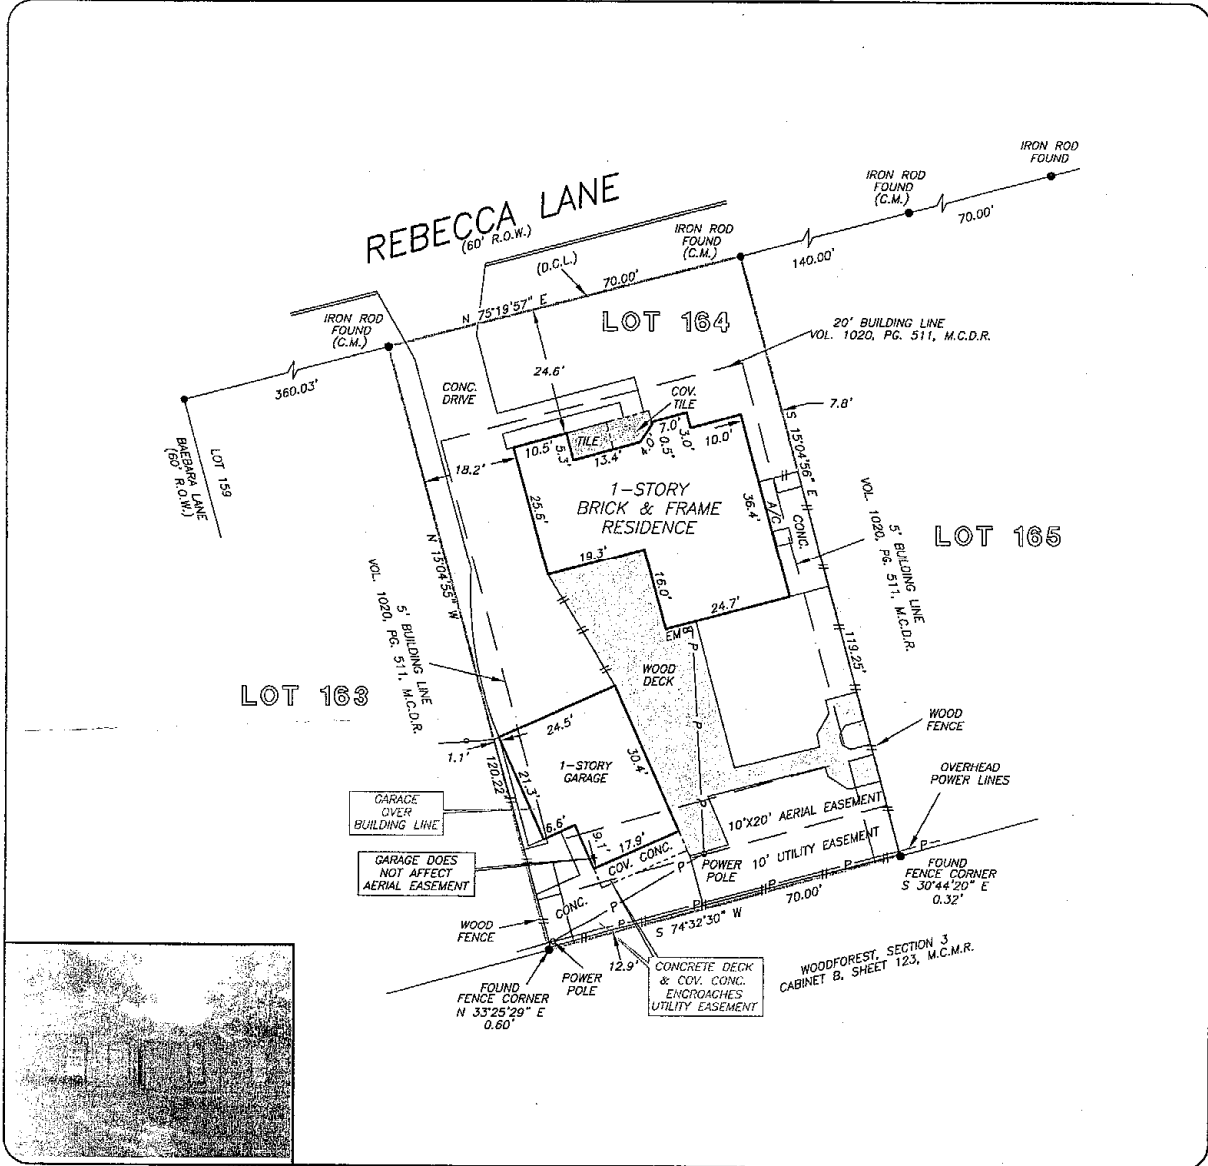 IRON ROD
FOUND
IRON ROD
FOUND
(C.M.)
70.00'
REBECCA LANE
(60' R.O.W.)
IRON ROD
FOUND
(C.M.)
140.00'
(D.C.L.)
70.00'
N 75°19'57" E
LOT 164
IRON ROD
FOUND
(C.M.)
20' BUILDING LINE
VOL. 1020, PG. 511, M.C.D.R.
360.03'
24.6'
CONC.
DRIVE
COV.
TILE
7.8'
TILE
7.0'
3.0'
0.5'
10.0'
10.5'
5.3'
13.4'
18.2'
S 15°04'56" E
LOT 159
BAEBARA LANE
(60' R.O.W.)
1-STORY
BRICK & FRAME
RESIDENCE
25.5'
36.4'
A/C
CONC.
5' BUILDING LINE
VOL. 1020, PG. 511, M.C.D.R.
LOT 165
N 15°04'55" W
19.3'
16.0'
24.7'
5' BUILDING LINE
VOL. 1020, PG. 511, M.C.D.R.
EM
P
119.25'
WOOD
DECK
LOT 163
P
WOOD
FENCE
24.5'
1.1'
120.22'
21.3'
1-STORY
GARAGE
30.4'
OVERHEAD
POWER LINES
GARAGE
OVER
BUILDING LINE
P
10'X20' AERIAL EASEMENT
6.6'
9.1'
17.9'
COV. CONC.
GARAGE DOES
NOT AFFECT
AERIAL EASEMENT
P
POWER
POLE
10' UTILITY EASEMENT
P
P
P
FOUND
FENCE CORNER
S 30°44'20" E
0.32'
CONC.
P
P
P
70.00'
P
S 74°32'30" W
WOOD
FENCE
12.9'
POWER
POLE
CONCRETE DECK
& COV. CONC.
ENCROACHES
UTILITY EASEMENT
WOODFOREST, SECTION 3
CABINET B, SHEET 123, M.C.M.R.
FOUND
FENCE CORNER
N 33°25'29" E
0.60'